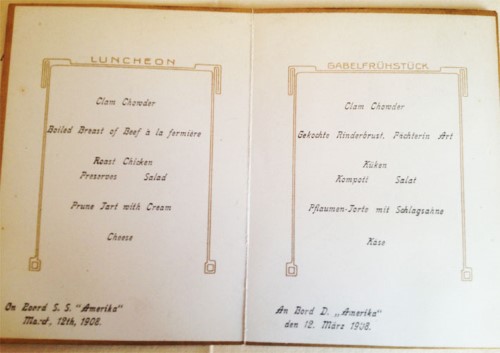 LUNCHEON
Clam Chowder
Boiled Breast of Beef à la fermière
Roast Chicken
Preserves Salad
Prune Tart with Cream
Cheese
On Board S. S. "Amerika"
12th, 1908.
GABELFRÜHSTÜCK
Clam Chowder
Gekochte Rinderbrust, Pächterin Art
Küken
Kompott Salat
Pflaumen-Torte mit Schlagsahne
Käse
An Bord D. „Amerika"
den 12. März 1908.